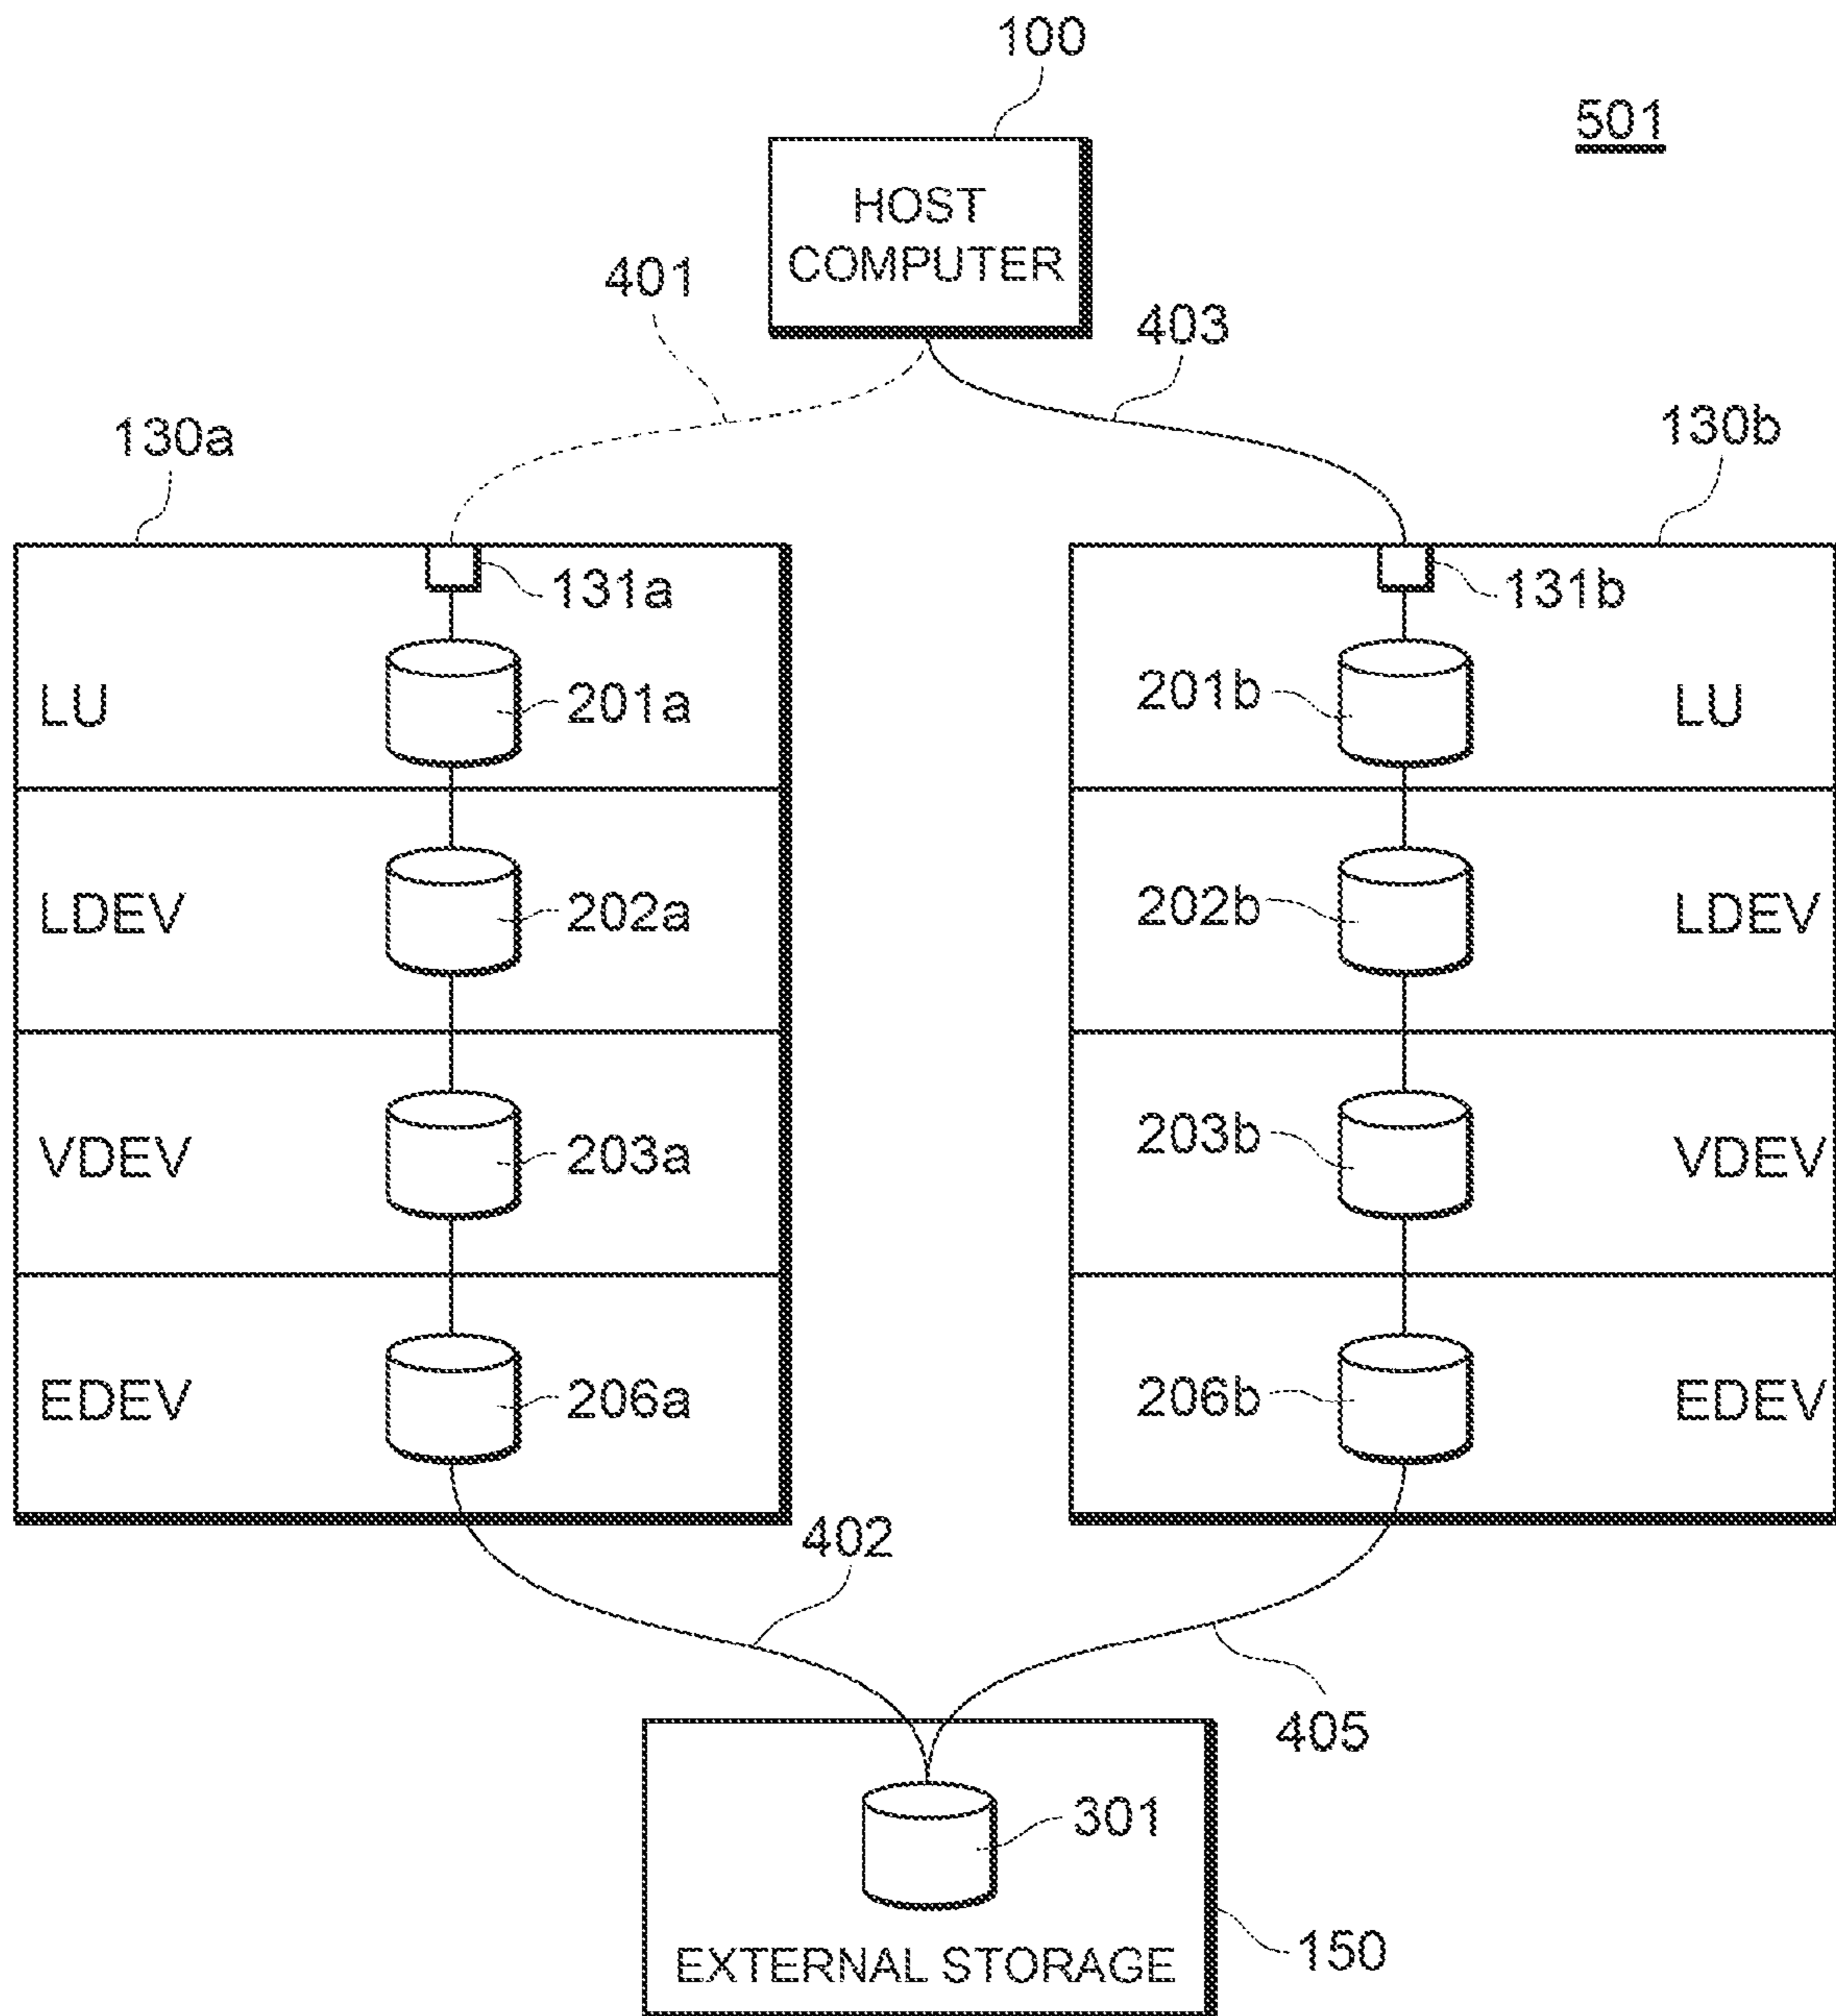 100
501
HOST
COMPUTER
401
403
130a
130b
131a
131b
LU
201a
201b
LU
LDEV
202a
202b
LDEV
VDEV
203a
203b
VDEV
EDEV
206a
206b
EDEV
402
405
301
EXTERNAL STORAGE
150